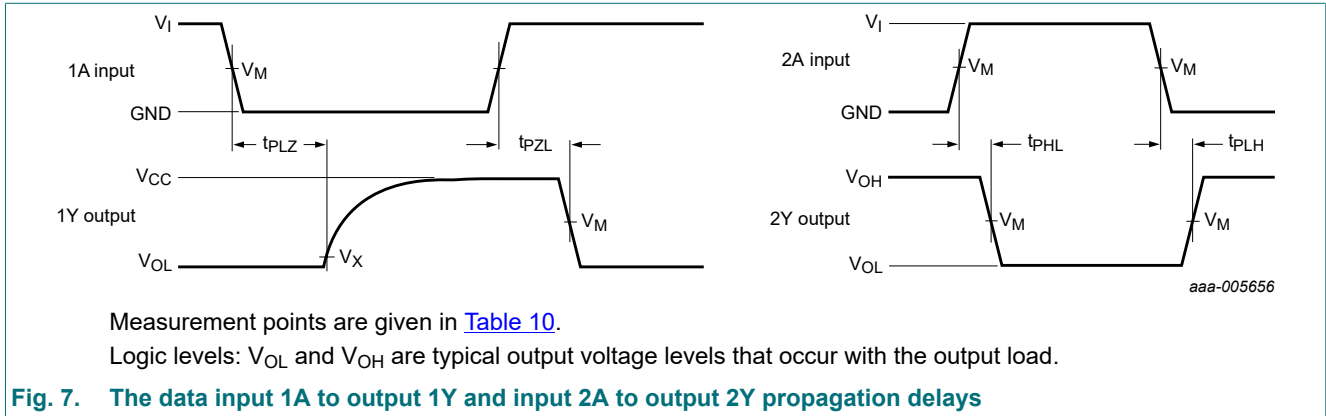 VI
1A input
VM
GND
tPLZ
tPZL
VCC
1Y output
VM
VX
VOL
VI
2A input
VM
VM
GND
tPHL
tPLH
VOH
2Y output
VM
VM
VOL
aaa-005656
Measurement points are given in Table 10.
Logic levels: VOL and VOH are typical output voltage levels that occur with the output load.
Fig. 7. The data input 1A to output 1Y and input 2A to output 2Y propagation delays